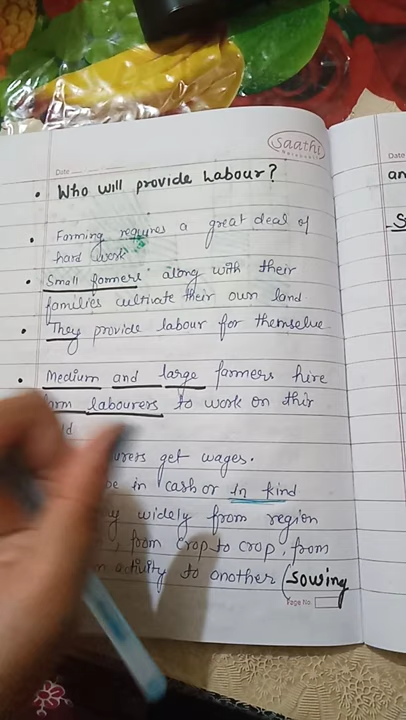 Saathi
Date
Date
• Who will provide Labour?
an
• Farming requires a great deal of
hard work
• Small farmers along with their
families cultivate their own land
• They provide labour for themselve
• Medium and large farmers hire
labourers to work on thir
get wages.
in cash or in kind
widely from region
, from crop to crop, from
activity to onother (sowing
Page No